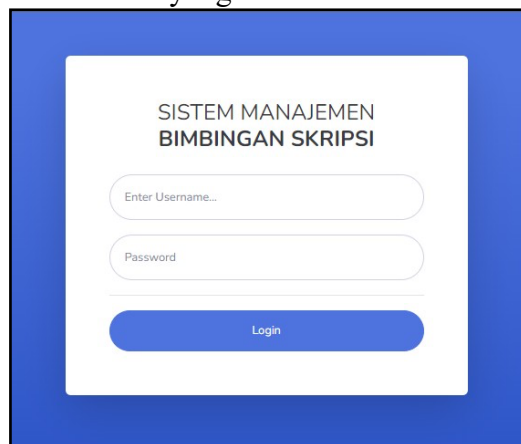 SISTEM MANAJEMEN
BIMBINGAN SKRIPSI
Enter Username...
Password
Login